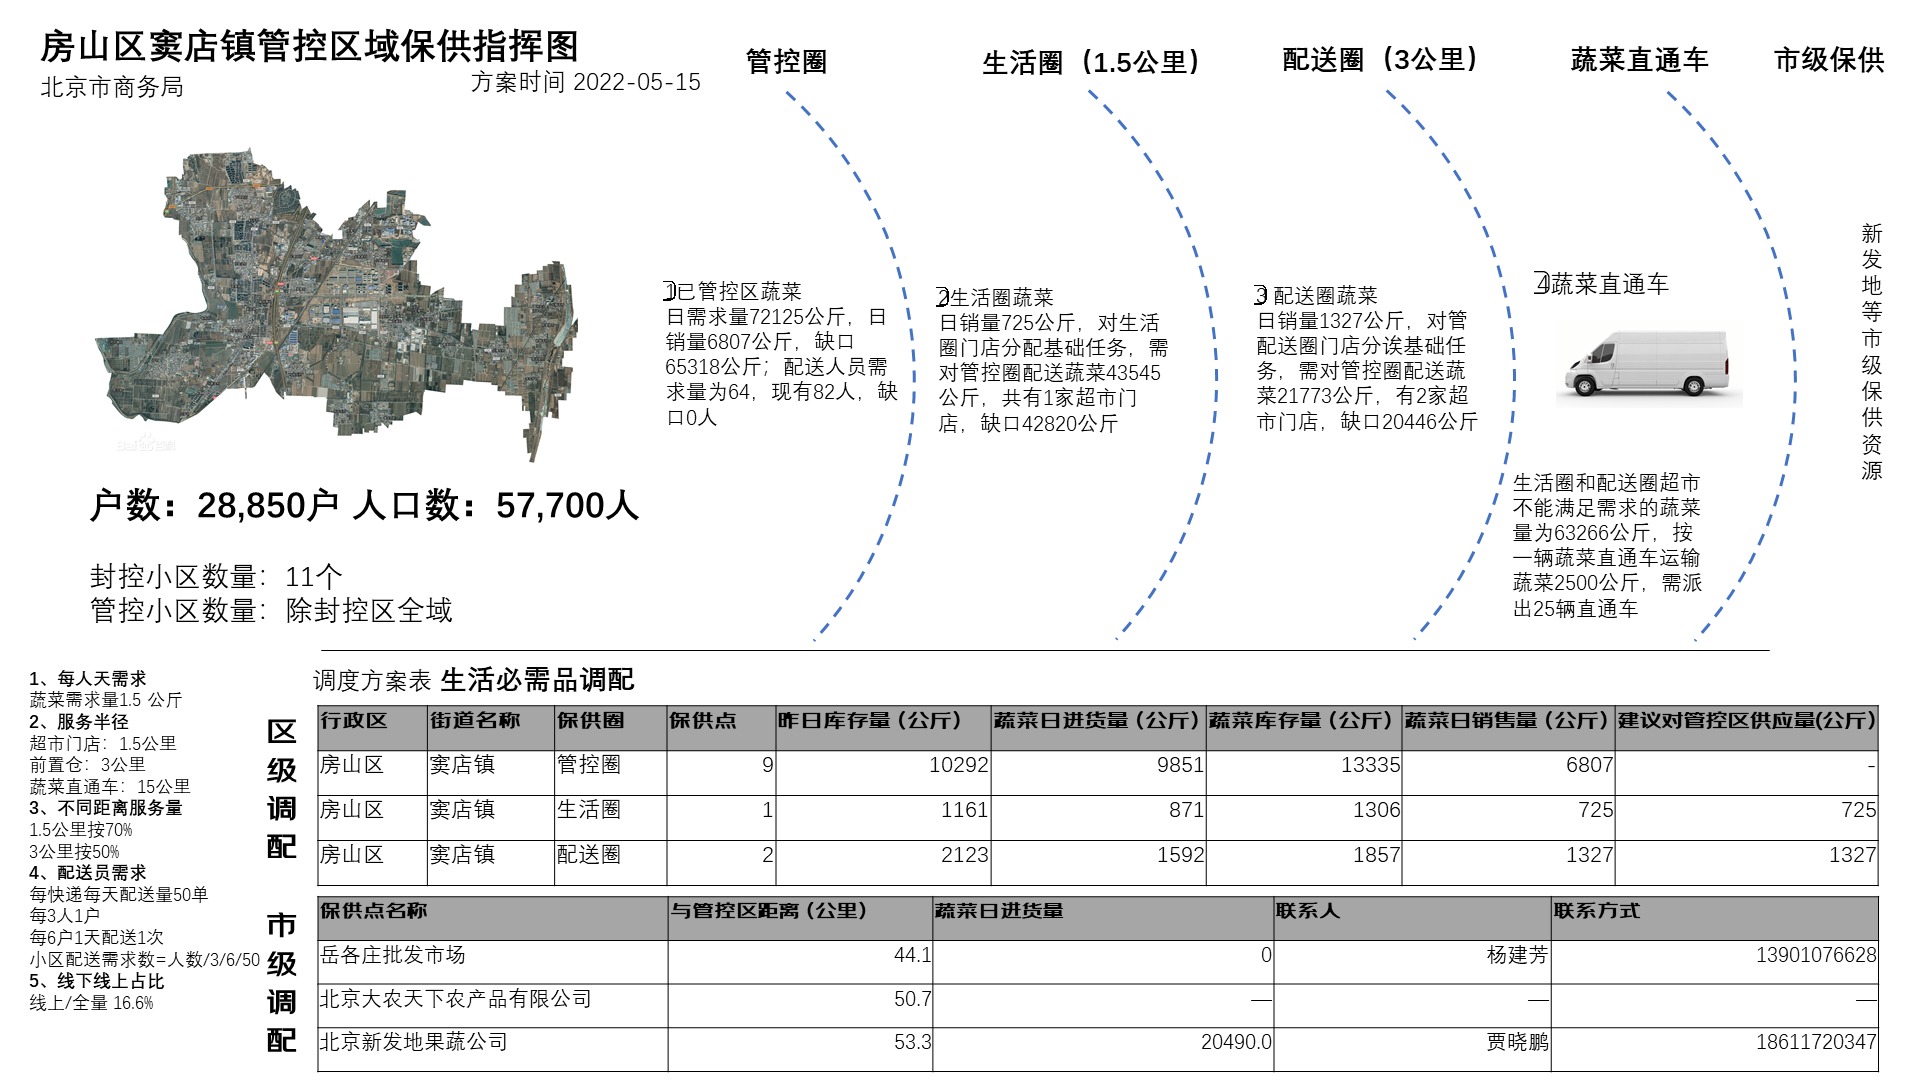 房山区窦店镇管控区域保供指挥图
北京市商务局
方案时间 2022-05-15
管控圈
生活圈（1.5公里）
配送圈（3公里）
蔬菜直通车
市级保供
户数：28,850户 人口数：57,700人
封控小区数量：11个
管控小区数量：除封控区全域
1已管控区蔬菜
日需求量72125公斤，日
销量6807公斤，缺口
65318公斤；配送人员需
求量为64，现有82人，缺
口0人
2生活圈蔬菜
日销量725公斤，对生活
圈门店分配基础任务，需
对管控圈配送蔬菜43545
公斤，共有1家超市门
店，缺口42820公斤
3 配送圈蔬菜
日销量1327公斤，对管
配送圈门店分诶基础任
务，需对管控圈配送蔬
菜21773公斤，有2家超
市门店，缺口20446公斤
4蔬菜直通车
生活圈和配送圈超市
不能满足需求的蔬菜
量为63266公斤，按
一辆蔬菜直通车运输
蔬菜2500公斤，需派
出25辆直通车
新发地等市级保供资源
1、每人天需求
蔬菜需求量1.5 公斤
2、服务半径
超市门店：1.5公里
前置仓：3公里
蔬菜直通车：15公里
3、不同距离服务量
1.5公里按70%
3公里按50%
4、配送员需求
每快递每天配送量50单
每3人1户
每6户1天配送1次
小区配送需求数=人数/3/6/50
5、线下线上占比
线上/全量 16.6%
调度方案表 生活必需品调配
区级调配
行政区 街道名称 保供圈 保供点 昨日库存量（公斤） 蔬菜日进货量（公斤） 蔬菜库存量（公斤） 蔬菜日销售量（公斤） 建议对管控区供应量(公斤)
房山区 窦店镇 管控圈 9 10292 9851 13335 6807 -
房山区 窦店镇 生活圈 1 1161 871 1306 725 725
房山区 窦店镇 配送圈 2 2123 1592 1857 1327 1327
市级调配
保供点名称 与管控区距离（公里） 蔬菜日进货量 联系人 联系方式
岳各庄批发市场 44.1 0 杨建芳 13901076628
北京大农天下农产品有限公司 50.7 — — —
北京新发地果蔬公司 53.3 20490.0 贾晓鹏 18611720347